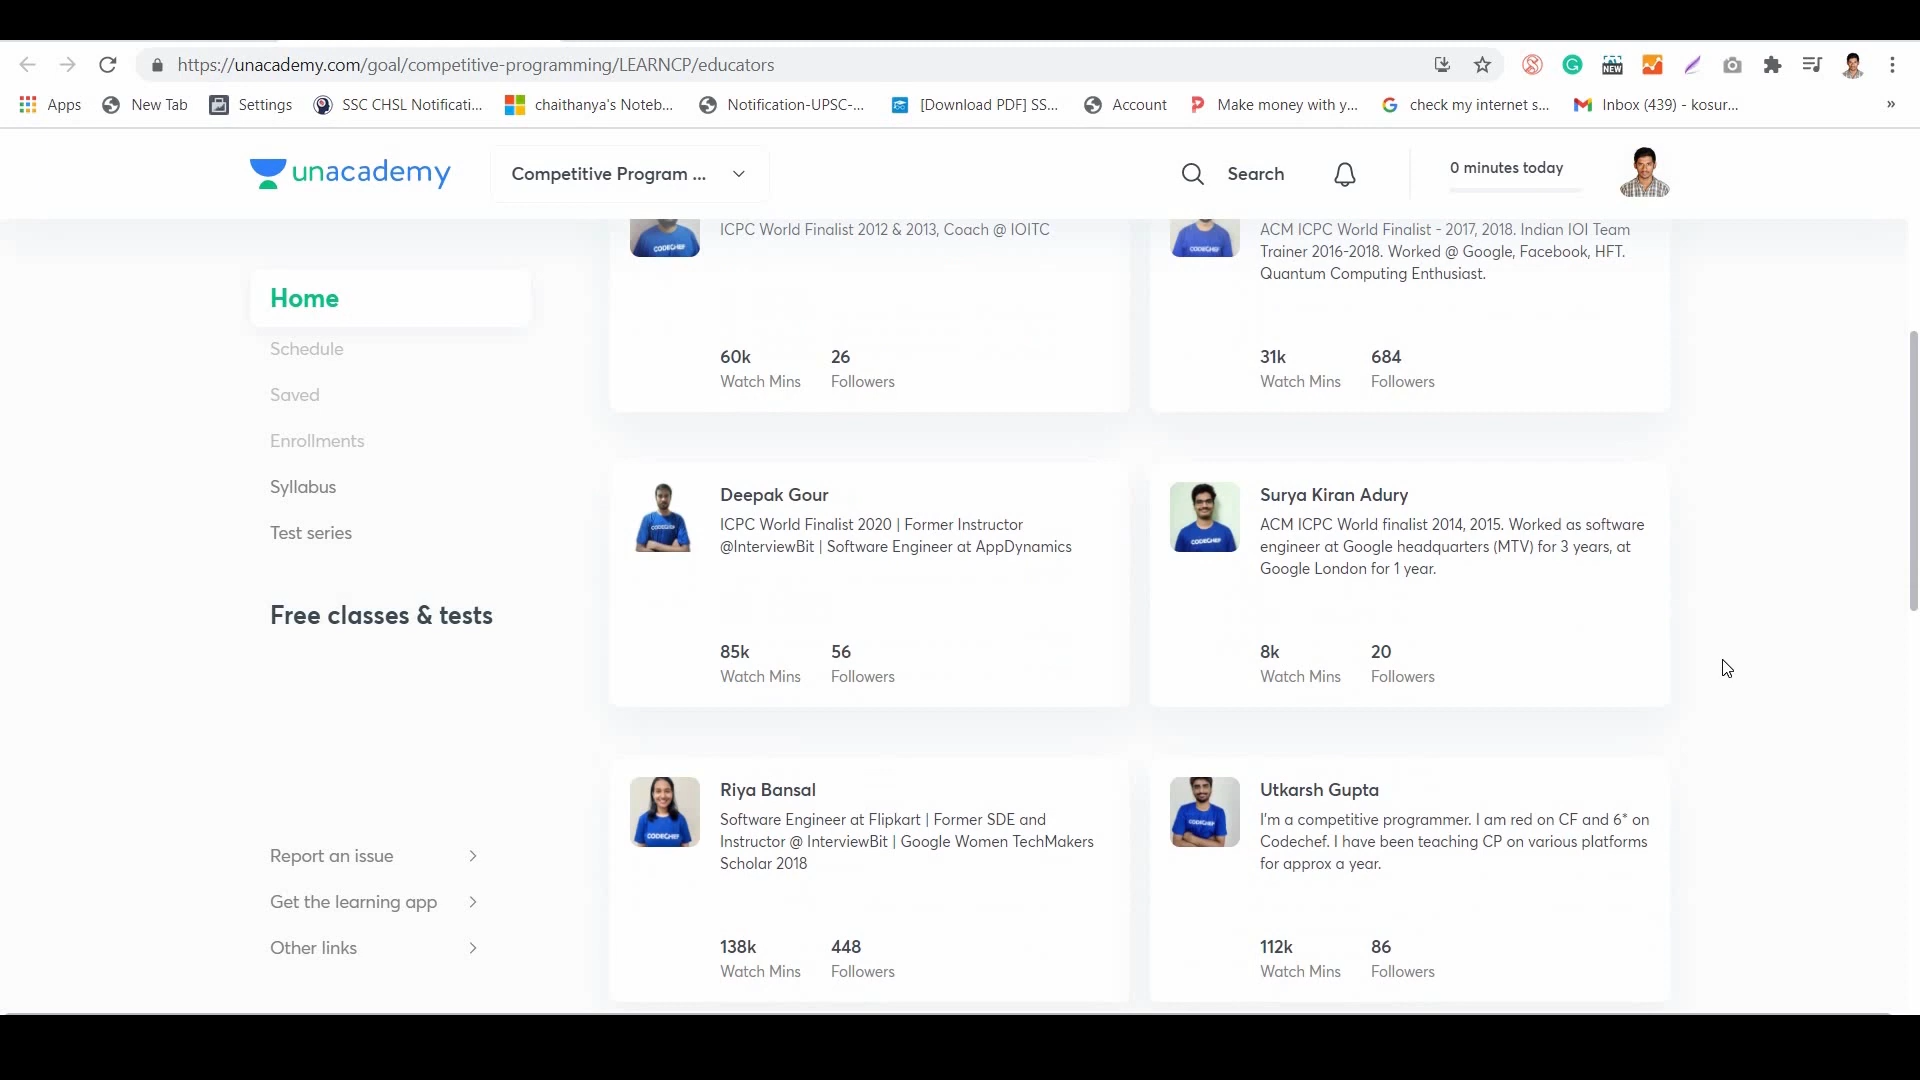 https://unacademy.com/goal/competitive-programming/LEARNCP/educators
NEW
Apps
New Tab
Settings
SSC CHSL Notificati...
chaithanya's Noteb...
Notification-UPSC-...
[Download PDF] SS...
Account
Make money with y...
check my internet s...
Inbox (439) - kosur...
»
unacademy
Competitive Program ...
Search
0 minutes today
Home
Schedule
Saved
Enrollments
Syllabus
Test series
Free classes & tests
Report an issue
Get the learning app
Other links
CODECHEF
ICPC World Finalist 2012 & 2013, Coach @ IOITC
60k
26
Watch Mins
Followers
CODECHEF
ACM ICPC World Finalist - 2017, 2018. Indian IOI Team
Trainer 2016-2018. Worked @ Google, Facebook, HFT.
Quantum Computing Enthusiast.
31k
684
Watch Mins
Followers
CODECHEF
Deepak Gour
ICPC World Finalist 2020 | Former Instructor
@InterviewBit | Software Engineer at AppDynamics
85k
56
Watch Mins
Followers
CODECHEF
Surya Kiran Adury
ACM ICPC World finalist 2014, 2015. Worked as software
engineer at Google headquarters (MTV) for 3 years, at
Google London for 1 year.
8k
20
Watch Mins
Followers
CODECHEF
Riya Bansal
Software Engineer at Flipkart | Former SDE and
Instructor @ InterviewBit | Google Women TechMakers
Scholar 2018
138k
448
Watch Mins
Followers
CODECHEF
Utkarsh Gupta
I'm a competitive programmer. I am red on CF and 6* on
Codechef. I have been teaching CP on various platforms
for approx a year.
112k
86
Watch Mins
Followers